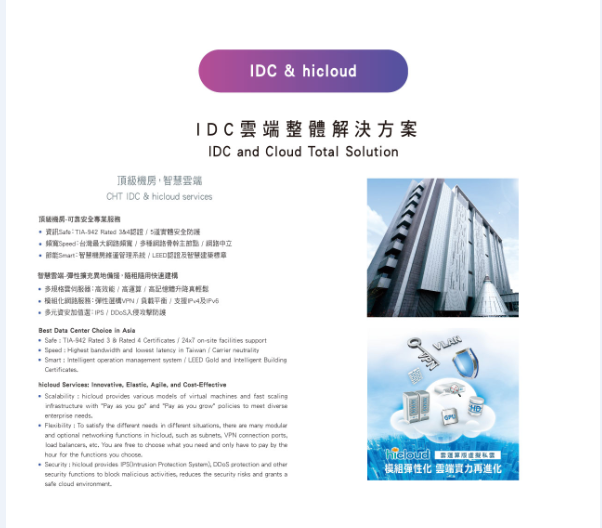 IDC & hicloud
IDC雲端整體解決方案
IDC and Cloud Total Solution
頂級機房,智慧雲端
CHT IDC & hicloud services
頂級機房-可靠安全專業服務
• 資訊Safe:TIA-942 Rated 3&4認證 / 5道實體安全防護
• 頻寬Speed:台灣最大網路頻寬 / 多種網路骨幹主節點 / 網路中立
• 節能Smart:智慧機房維運管理系統 / LEED認證及智慧建築標章
智慧雲端-彈性擴充異地備援,隨租隨用快速建構
• 多規格雲伺服器:高效能 / 高運算 / 高記憶體升降真輕鬆
• 模組化網路服務:彈性選購VPN / 負載平衡 / 支援IPv4及IPv6
• 多元資安加值選:IPS / DDoS入侵攻擊防護
Best Data Center Choice in Asia
• Safe : TIA-942 Rated 3 & Rated 4 Certificates / 24x7 on-site facilities support
• Speed : Highest bandwidth and lowest latency in Taiwan / Carrier neutrality
• Smart : Intelligent operation management system / LEED Gold and Intelligent Building
Certificates.
hicloud Services: Innovative, Elastic, Agile, and Cost-Effective
• Scalability : hicloud provides various models of virtual machines and fast scaling
infrastructure with "Pay as you go" and "Pay as you grow" policies to meet diverse
enterprise needs.
• Flexibility : To satisfy the different needs in different situations, there are many modular
and optional networking functions in hicloud, such as subnets, VPN connection ports,
load balancers, etc. You are free to choose what you need and only have to pay by the
hour for the functions you choose.
• Security : hicloud provides IPS(Intrusion Protection System), DDoS protection and other
security functions to block malicious activities, reduces the security risks and grants a
safe cloud environment.
VLAN
VPN
CPU
HD
Hicloud 雲運算版虛擬私雲
模組彈性化 雲端實力再進化